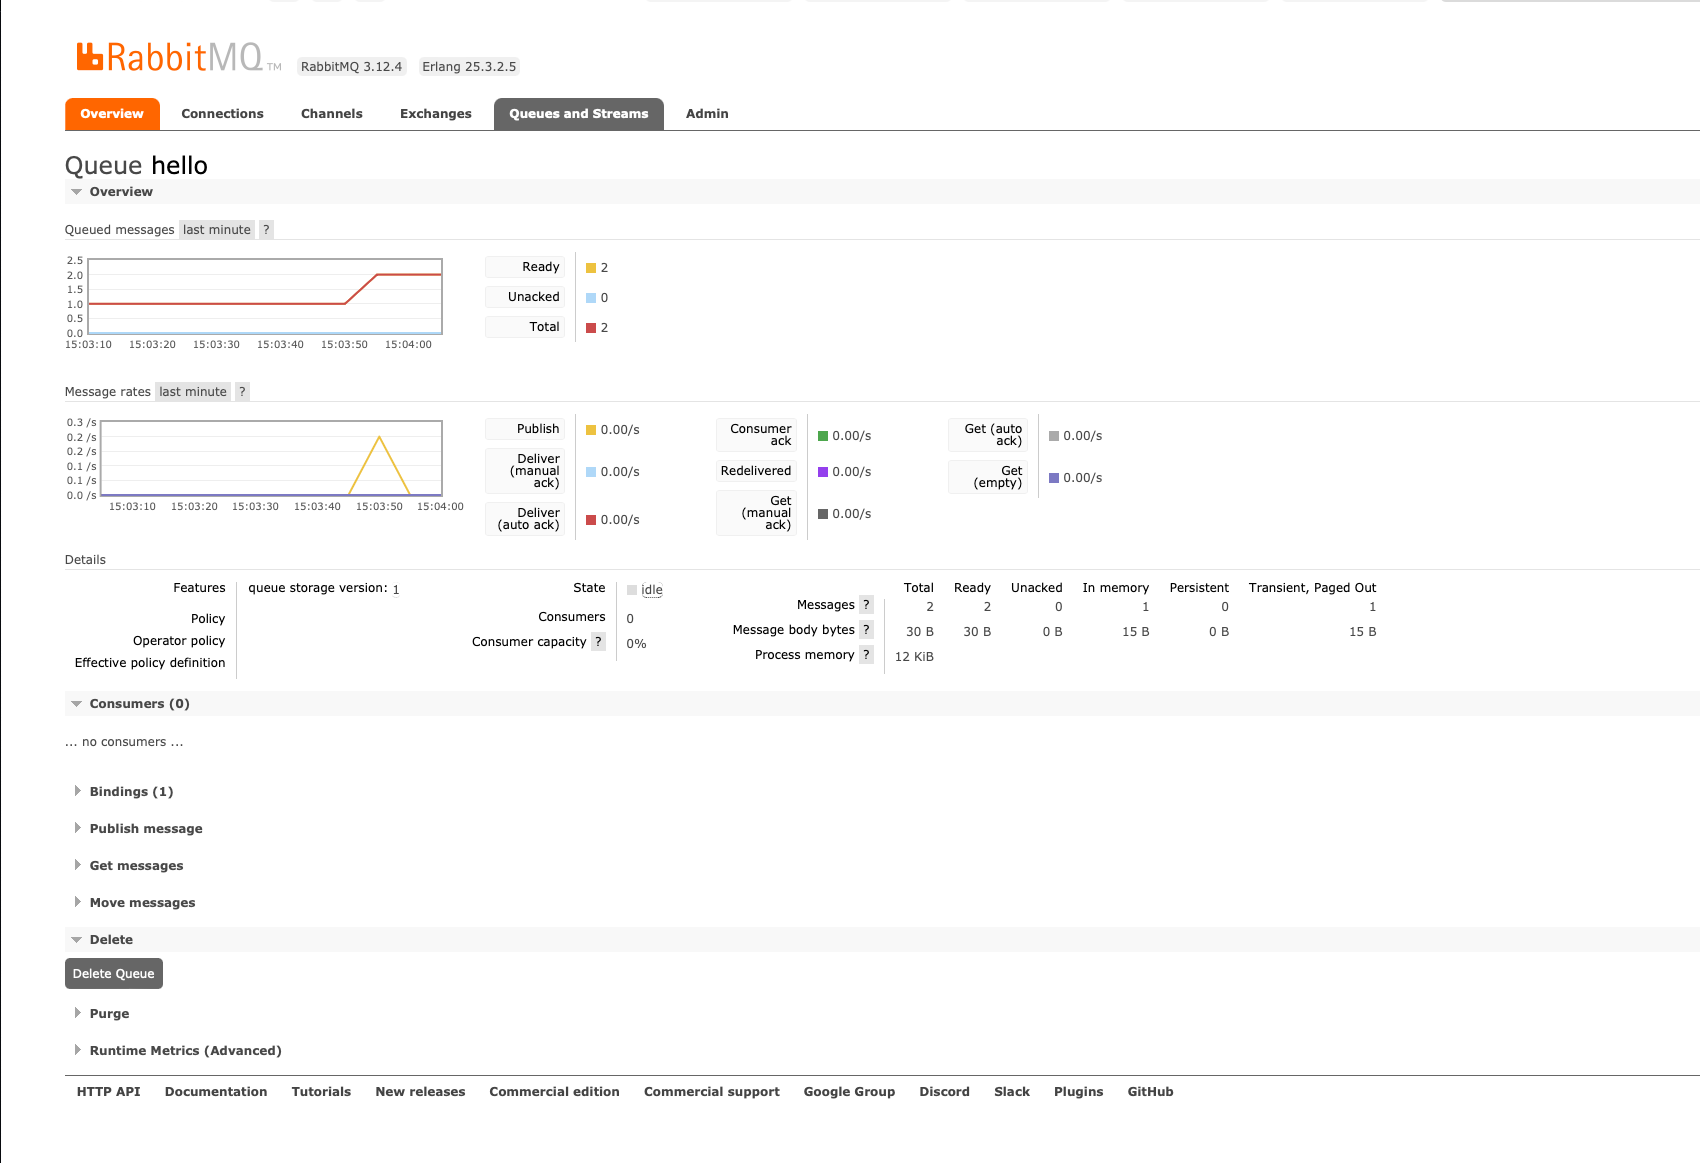 RabbitMQ TM RabbitMQ 3.12.4 Erlang 25.3.2.5
Overview Connections Channels Exchanges Queues and Streams Admin
Queue hello
Overview
Queued messages last minute ?
2.5
2.0
1.5
1.0
0.5
0.0
15:03:10 15:03:20 15:03:30 15:03:40 15:03:50 15:04:00
Ready 2
Unacked 0
Total 2
Message rates last minute ?
0.3 /s
0.2 /s
0.2 /s
0.1 /s
0.1 /s
0.0 /s
15:03:10 15:03:20 15:03:30 15:03:40 15:03:50 15:04:00
Publish 0.00/s
Deliver
(manual 0.00/s
ack)
Deliver
(auto ack) 0.00/s
Consumer
ack 0.00/s
Redelivered 0.00/s
Get
(manual 0.00/s
ack)
Get (auto
ack) 0.00/s
Get
(empty) 0.00/s
Details
Features queue storage version: 1
Policy
Operator policy
Effective policy definition
State idle
Consumers 0
Consumer capacity ? 0%
Total Ready Unacked In memory Persistent Transient, Paged Out
Messages ? 2 2 0 1 0 1
Message body bytes ? 30 B 30 B 0 B 15 B 0 B 15 B
Process memory ? 12 KiB
Consumers (0)
... no consumers ...
Bindings (1)
Publish message
Get messages
Move messages
Delete
Delete Queue
Purge
Runtime Metrics (Advanced)
HTTP API Documentation Tutorials New releases Commercial edition Commercial support Google Group Discord Slack Plugins GitHub